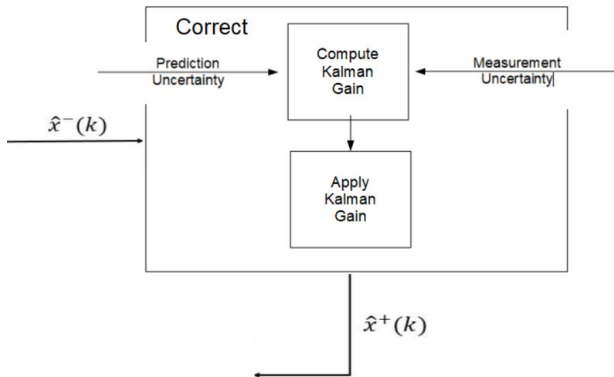 Correct
Compute
Kalman
Gain
Prediction
Uncertainty
Measurement
Uncertainty
x̂⁻(k)
Apply
Kalman
Gain
x̂⁺(k)